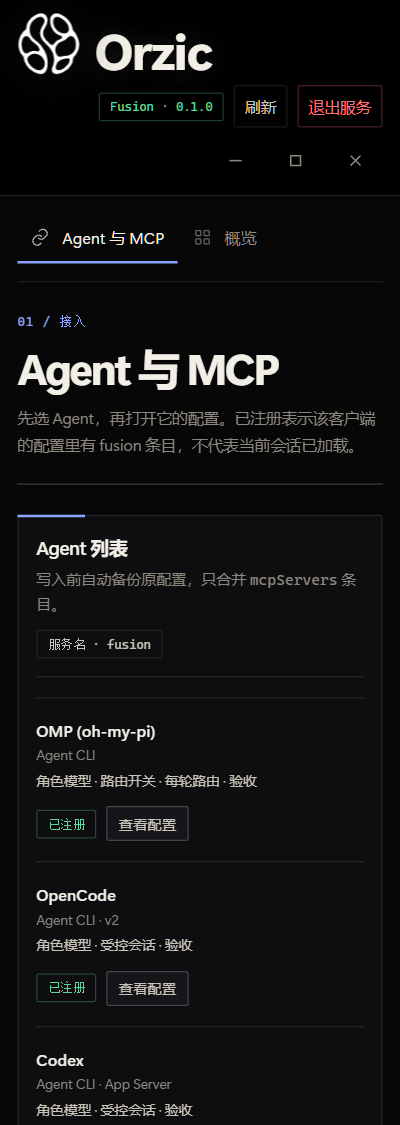 Orzic
Fusion · 0.1.0
刷新
退出服务
Agent 与 MCP
概览
01 / 接入
Agent 与 MCP
先选 Agent，再打开它的配置。已注册表示该客户端
的配置里有 fusion 条目，不代表当前会话已加载。
Agent 列表
写入前自动备份原配置，只合并 mcpServers 条
目。
服务名 · fusion
OMP (oh-my-pi)
Agent CLI
角色模型 · 路由开关 · 每轮路由 · 验收
已注册
查看配置
OpenCode
Agent CLI · v2
角色模型 · 受控会话 · 验收
已注册
查看配置
Codex
Agent CLI · App Server
角色模型 · 受控会话 · 验收